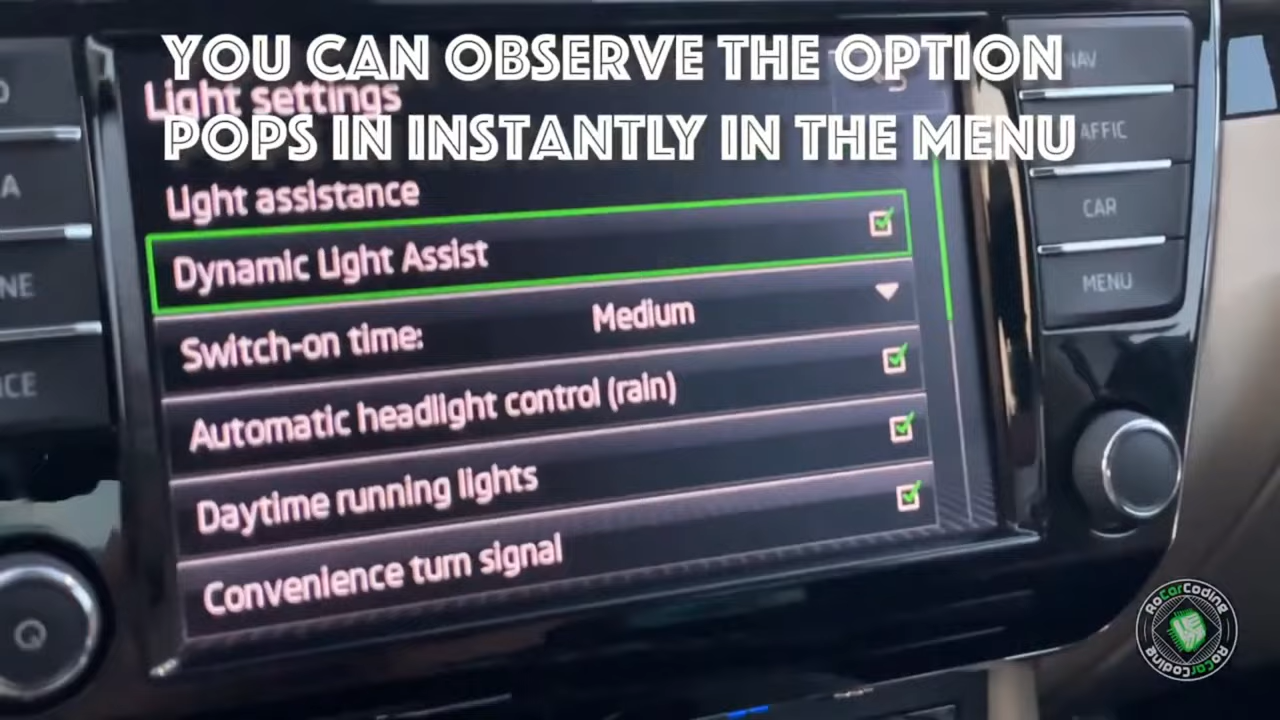 YOU CAN OBSERVE THE OPTION
POPS IN INSTANTLY IN THE MENU
Light settings
Light assistance
Dynamic Light Assist
Switch-on time: Medium
Automatic headlight control (rain)
Daytime running lights
Convenience turn signal
NAV
CAR
MENU
RoCarCoding
RoCarCoding